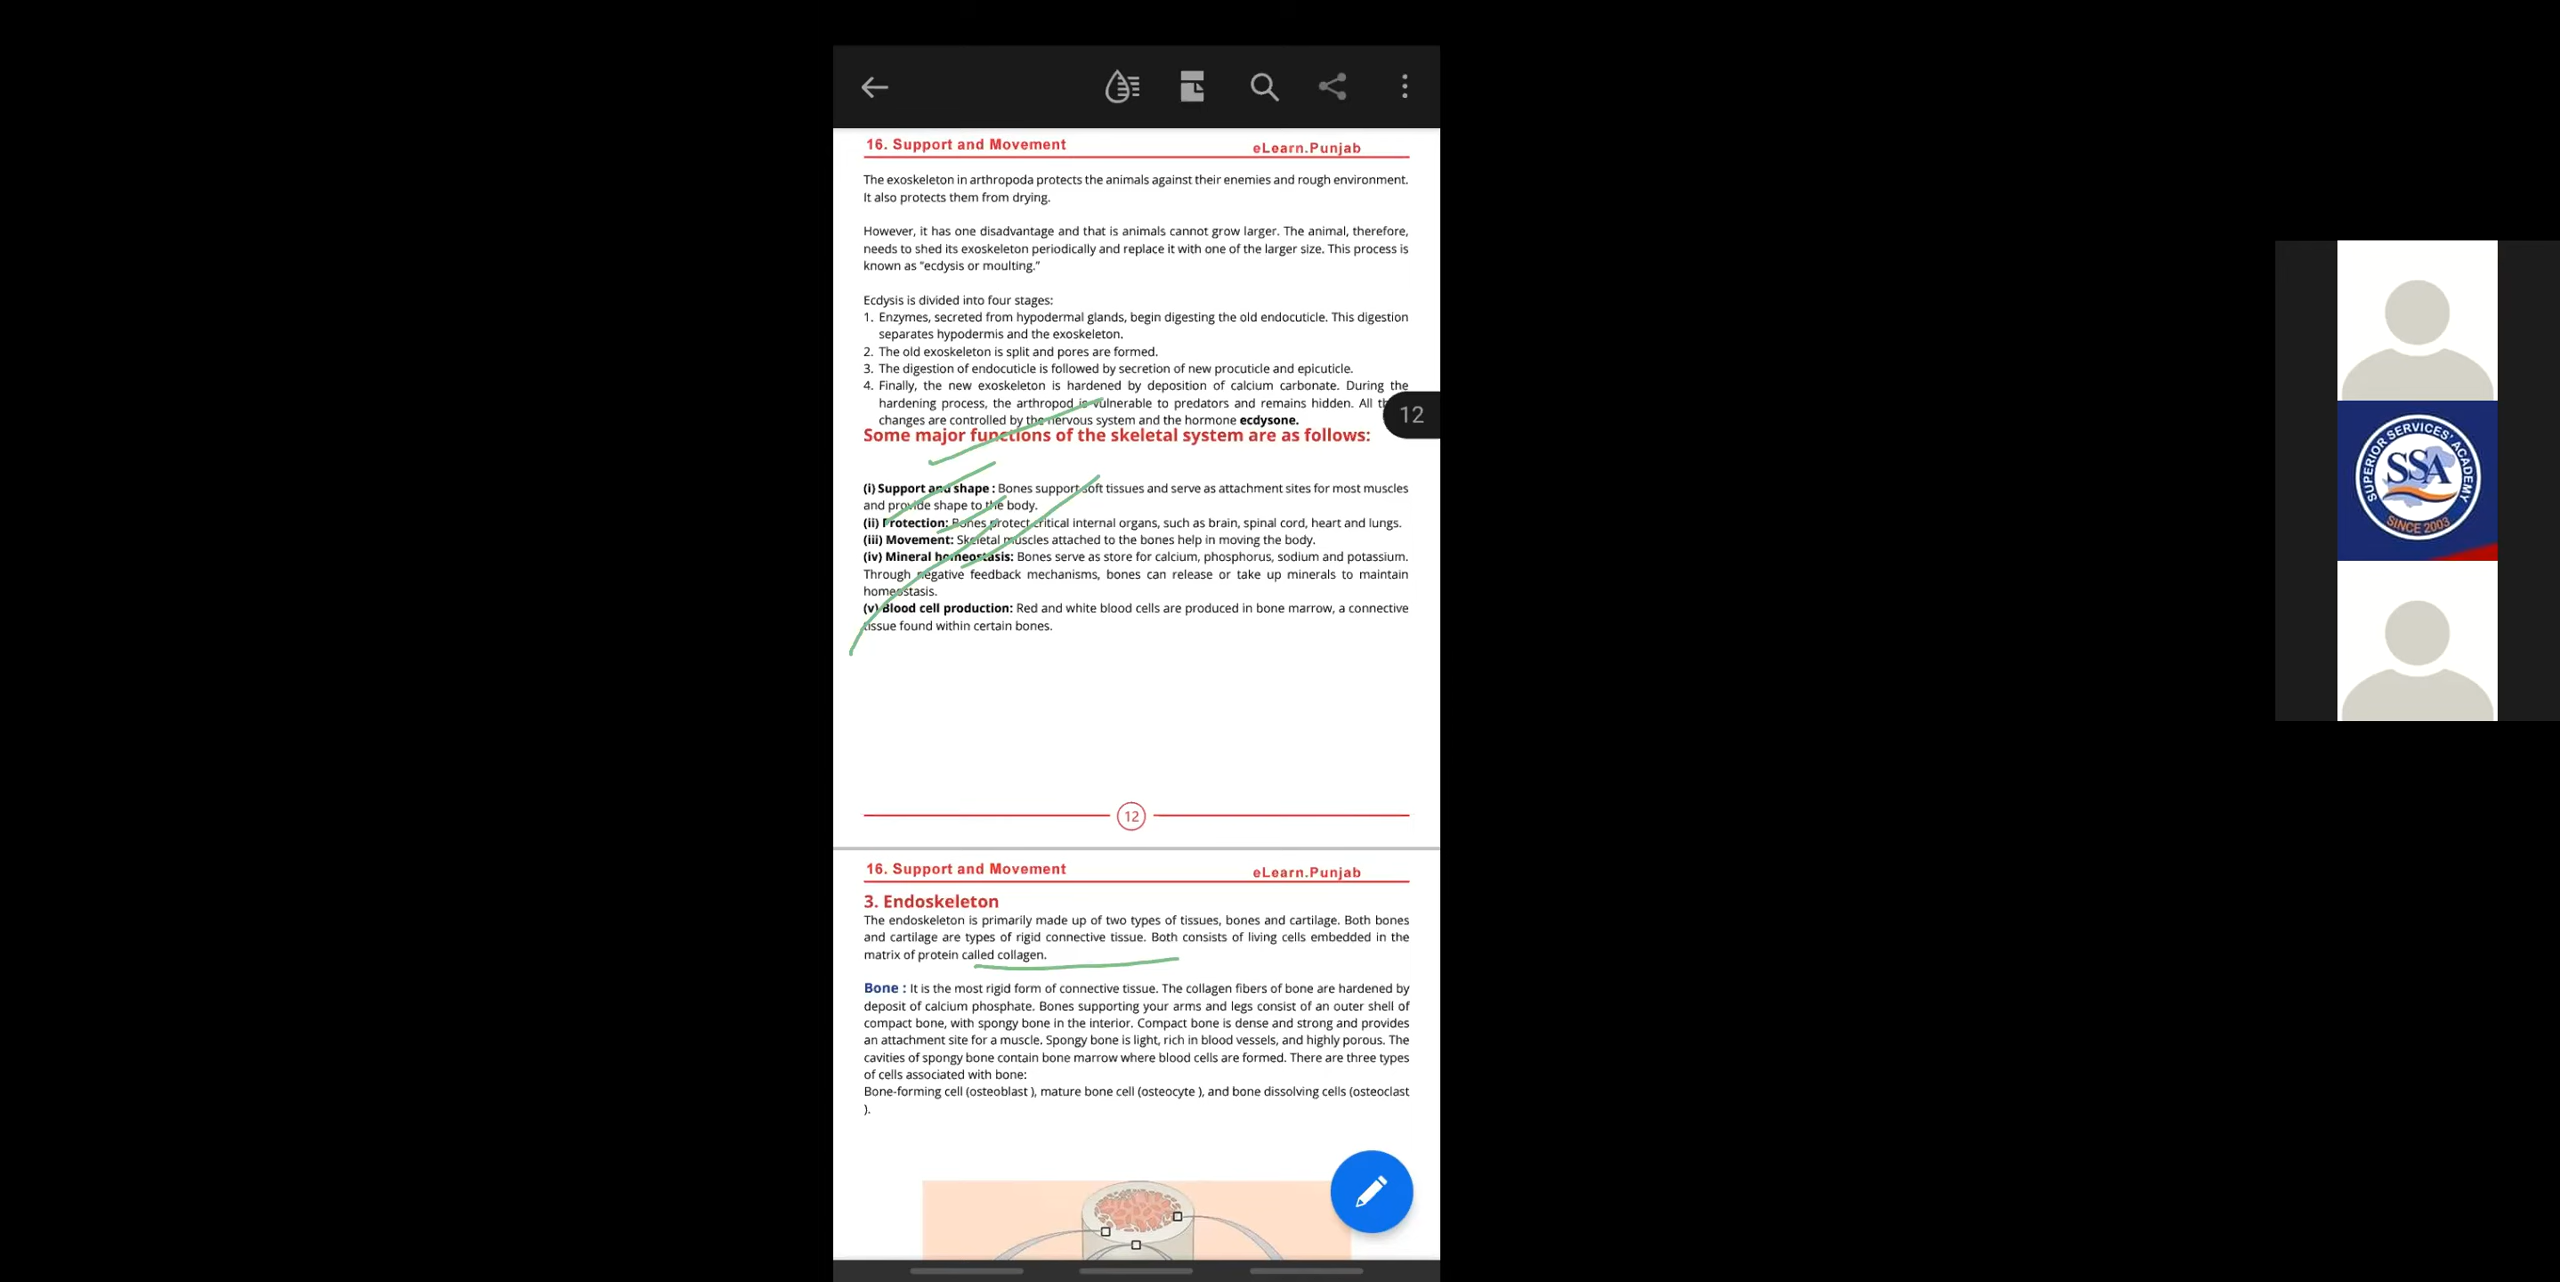 16. Support and Movement
eLearn.Punjab
The exoskeleton in arthropoda protects the animals against their enemies and rough environment.
It also protects them from drying.
However, it has one disadvantage and that is animals cannot grow larger. The animal, therefore,
needs to shed its exoskeleton periodically and replace it with one of the larger size. This process is
known as "ecdysis or moulting."
Ecdysis is divided into four stages:
1. Enzymes, secreted from hypodermal glands, begin digesting the old endocuticle. This digestion
separates hypodermis and the exoskeleton.
2. The old exoskeleton is split and pores are formed.
3. The digestion of endocuticle is followed by secretion of new procuticle and epicuticle.
4. Finally, the new exoskeleton is hardened by deposition of calcium carbonate. During the
hardening process, the arthropod is vulnerable to predators and remains hidden. All
12
changes are controlled by the nervous system and the hormone ecdysone.
Some major functions of the skeletal system are as follows:
(i) Support and shape : Bones support soft tissues and serve as attachment sites for most muscles
and provide shape to the body.
(ii) Protection: Bones protect critical internal organs, such as brain, spinal cord, heart and lungs.
(iii) Movement: Skeletal muscles attached to the bones help in moving the body.
(iv) Mineral homeostasis: Bones serve as store for calcium, phosphorus, sodium and potassium.
Through negative feedback mechanisms, bones can release or take up minerals to maintain
homeostasis.
(v) Blood cell production: Red and white blood cells are produced in bone marrow, a connective
tissue found within certain bones.
12
16. Support and Movement
eLearn.Punjab
3. Endoskeleton
The endoskeleton is primarily made up of two types of tissues, bones and cartilage. Both bones
and cartilage are types of rigid connective tissue. Both consists of living cells embedded in the
matrix of protein called collagen.
Bone : It is the most rigid form of connective tissue. The collagen fibers of bone are hardened by
deposit of calcium phosphate. Bones supporting your arms and legs consist of an outer shell of
compact bone, with spongy bone in the interior. Compact bone is dense and strong and provides
an attachment site for a muscle. Spongy bone is light, rich in blood vessels, and highly porous. The
cavities of spongy bone contain bone marrow where blood cells are formed. There are three types
of cells associated with bone:
Bone-forming cell (osteoblast ), mature bone cell (osteocyte ), and bone dissolving cells (osteoclast
).
SUPERIOR SERVICES' ACADEMY
SSA
SINCE 2003